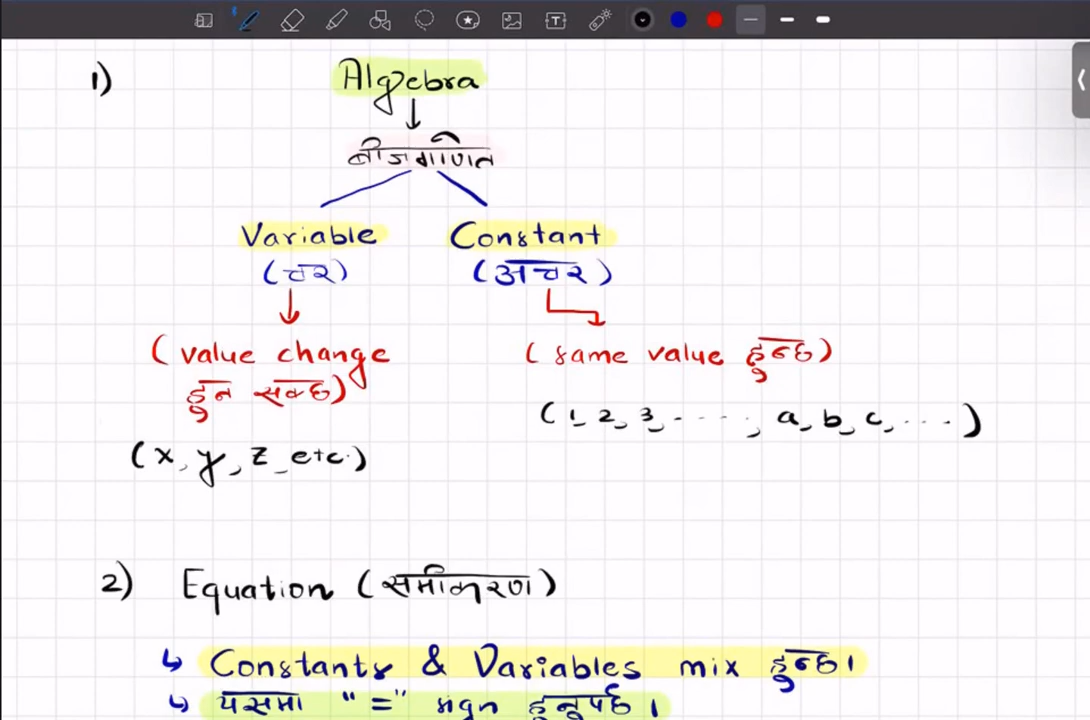 1) Algebra
बीजगणित
Variable Constant
(चर) (अचर)
(value change (same value हुन्छ)
हुन सक्छ) (1, 2, 3, ....., a, b, c, ....)
(x, y, z, etc.)
2) Equation (समीकरण)
Constants & Variables mix हुन्छ।
यसमा "=" sign हुनुपर्छ।